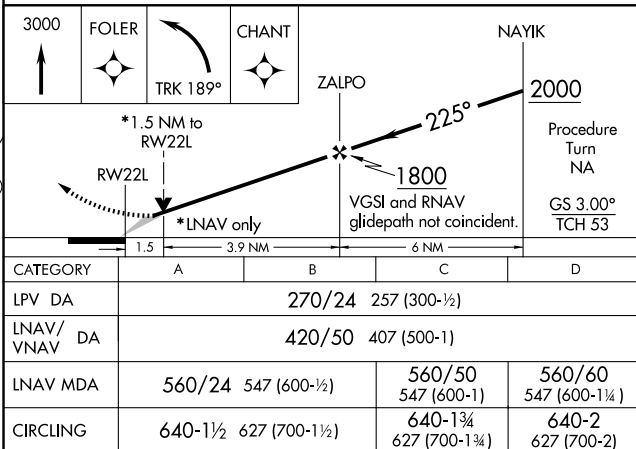 3000
FOLER
TRK 189°
CHANT
NAYIK
ZALPO
2000
225°
*1.5 NM to
RW22L
RW22L
Procedure
Turn
NA
1800
VGSI and RNAV
glidepath not coincident.
*LNAV only
GS 3.00°
TCH 53
1.5
3.9 NM
6 NM
CATEGORY A B C D
LPV DA 270/24 257 (300-½)
LNAV/
VNAV DA 420/50 407 (500-1)
LNAV MDA 560/24 547 (600-½) 560/50 547 (600-1) 560/60 547 (600-1¼)
CIRCLING 640-1½ 627 (700-1½) 640-1¾ 627 (700-1¾) 640-2 627 (700-2)